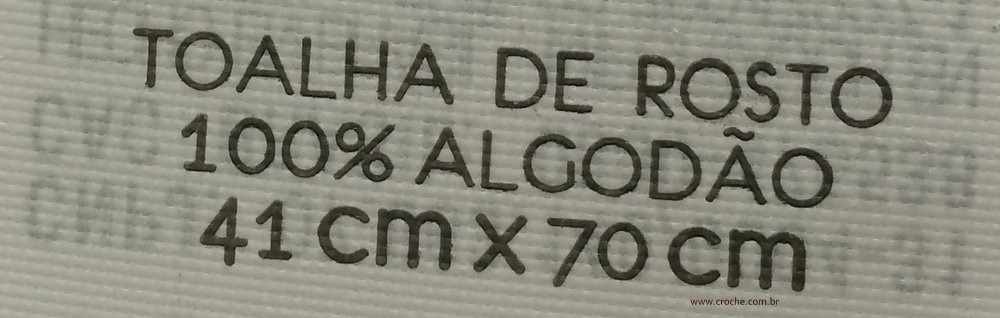 TOALHA DE ROSTO
100% ALGODÃO
41 cm x 70 cm
www.croche.com.br